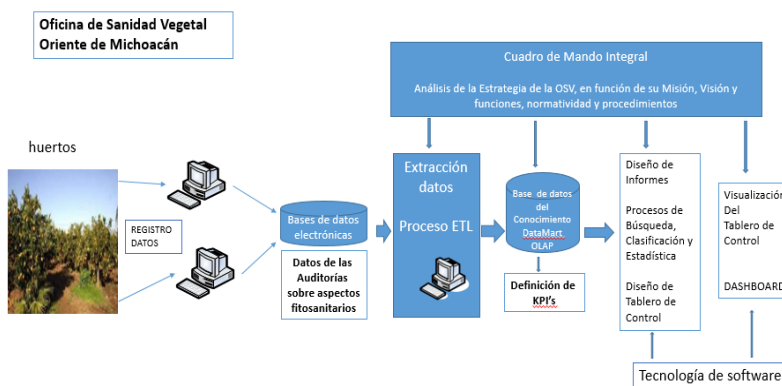 Oficina de Sanidad Vegetal
Oriente de Michoacán
Cuadro de Mando Integral
Análisis de la Estrategia de la OSV, en función de su Misión, Visión y
funciones, normatividad y procedimientos
huertos
REGISTRO
DATOS
Bases de datos
electrónicas
Datos de las
Auditorías
sobre aspectos
fitosanitarios
Extracción
datos
Proceso ETL
Base de datos
del
Conocimiento
DataMart
OLAP
Definición de
KPI's
Diseño de
Informes
Procesos de
Búsqueda,
Clasificación y
Estadística
Diseño de
Tablero de
Control
Visualización
Del
Tablero de
Control
DASHBOARD
Tecnología de software